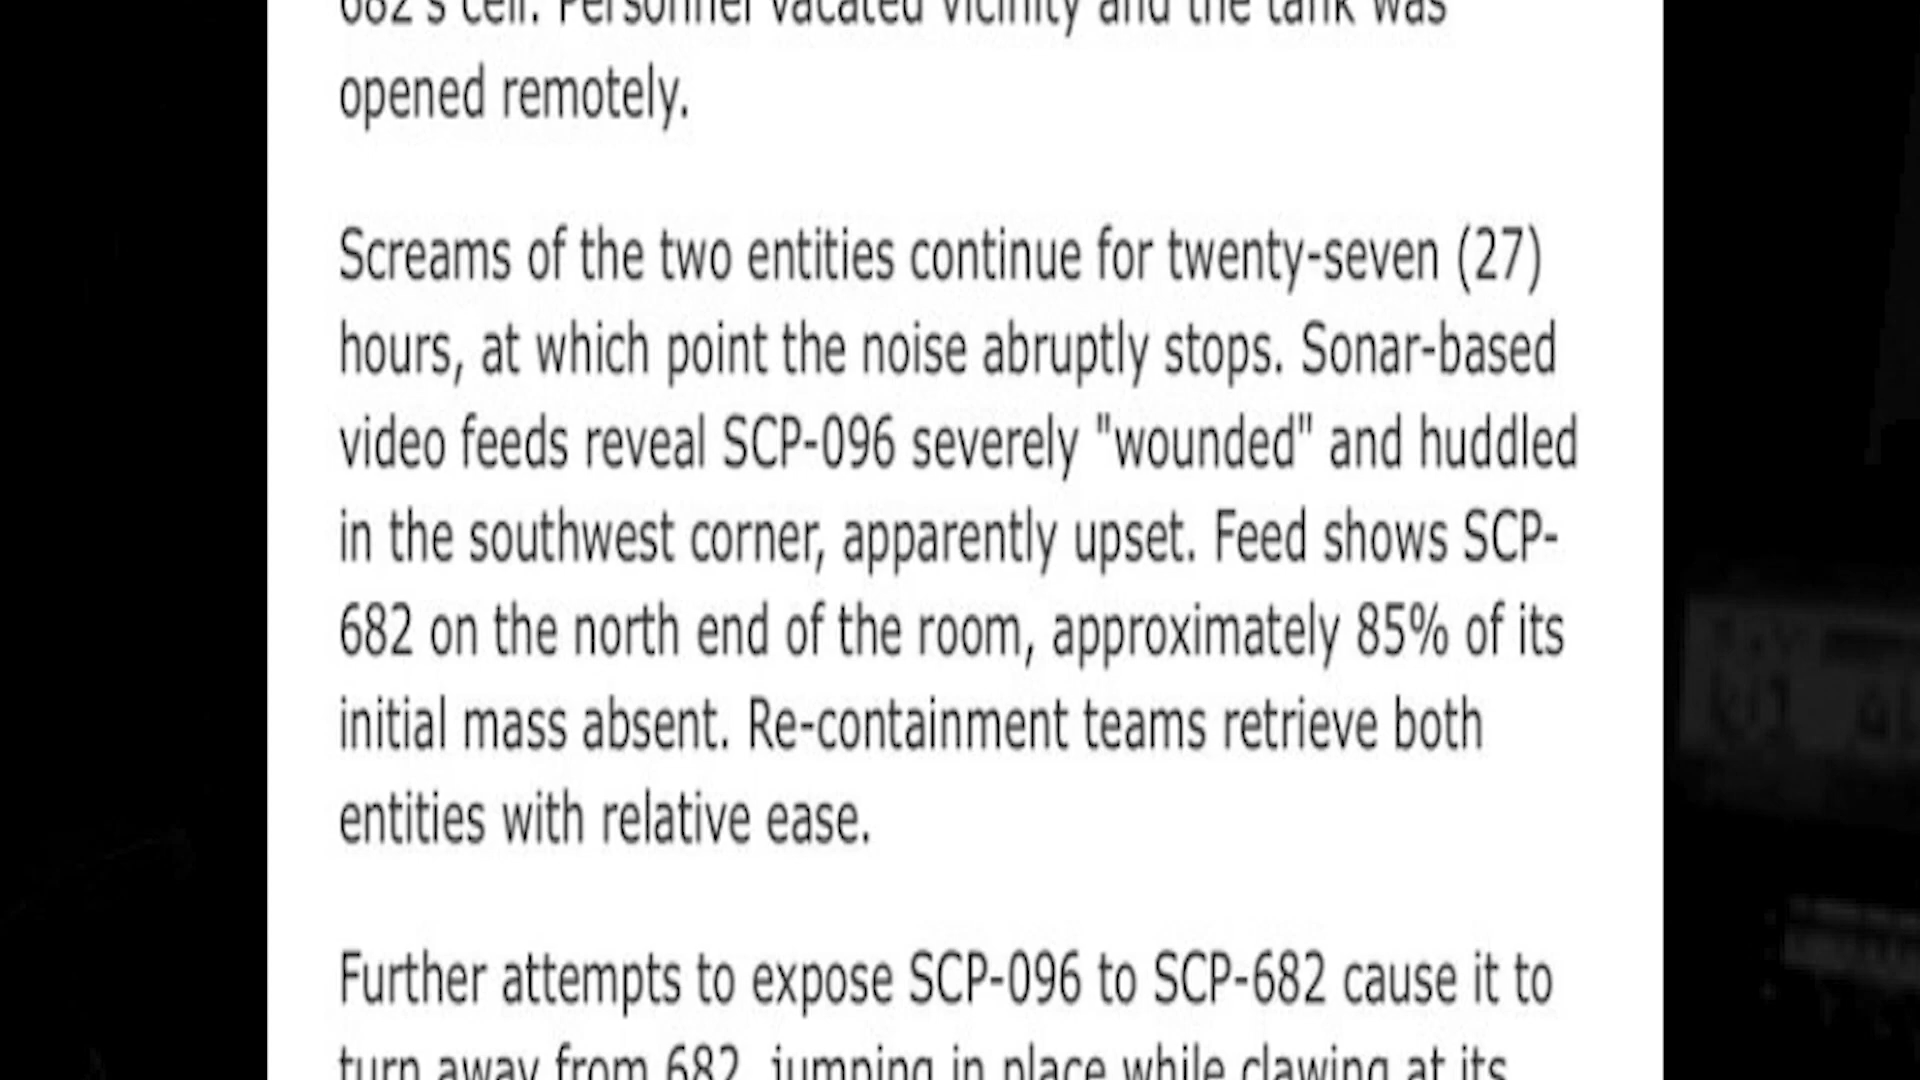 682's cell. Personnel vacated vicinity and the tank was
opened remotely.
Screams of the two entities continue for twenty-seven (27)
hours, at which point the noise abruptly stops. Sonar-based
video feeds reveal SCP-096 severely "wounded" and huddled
in the southwest corner, apparently upset. Feed shows SCP-
682 on the north end of the room, approximately 85% of its
initial mass absent. Re-containment teams retrieve both
entities with relative ease.
Further attempts to expose SCP-096 to SCP-682 cause it to
turn away from 682, jumping in place while clawing at its